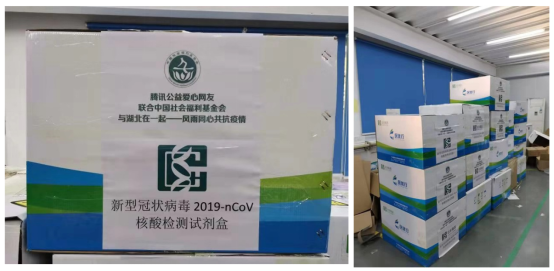 腾讯公益爱心网友
联合中国社会福利基金会
与湖北在一起——风雨同心共抗疫情
新型冠状病毒 2019-nCoV
核酸检测试剂盒